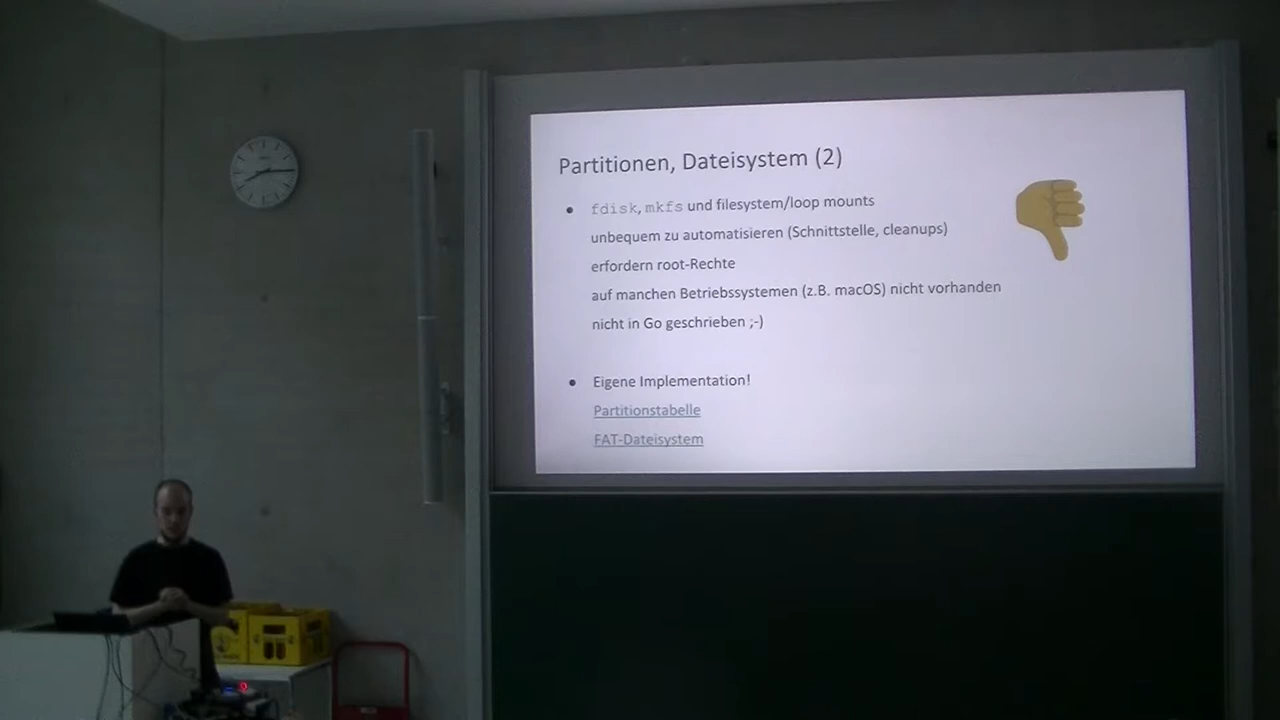 Partitionen, Dateisystem (2)
fdisk, mkfs und filesystem/loop mounts
unbequem zu automatisieren (Schnittstelle, cleanups)
erfordern root-Rechte
auf manchen Betriebssystemen (z.B. macOS) nicht vorhanden
nicht in Go geschrieben ;-)
Eigene Implementation!
Partitionstabelle
FAT-Dateisystem